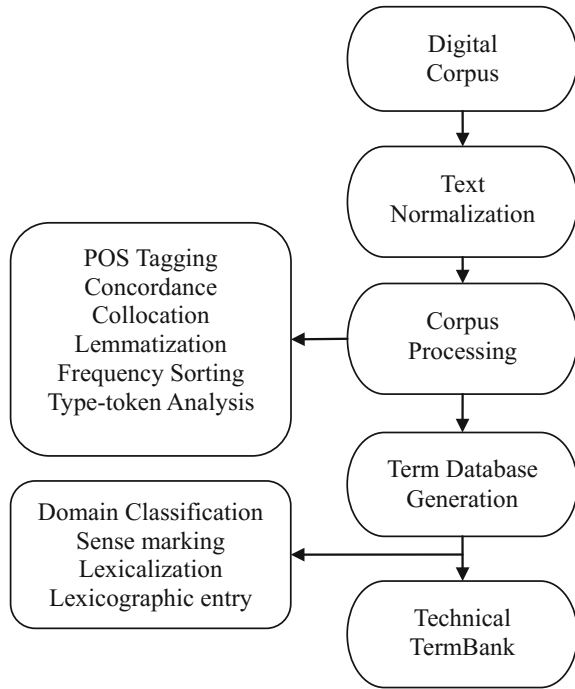 Digital
Corpus
Text
Normalization
POS Tagging
Concordance
Collocation
Lemmatization
Frequency Sorting
Type-token Analysis
Corpus
Processing
Term Database
Generation
Domain Classification
Sense marking
Lexicalization
Lexicographic entry
Technical
TermBank